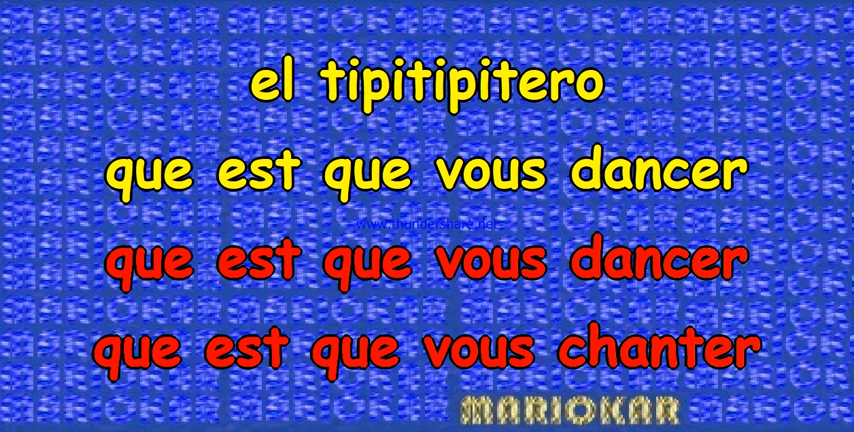 el tipitipitero
que est que vous dancer
www.thundershare.net
que est que vous dancer
que est que vous chanter
MARIOKAR